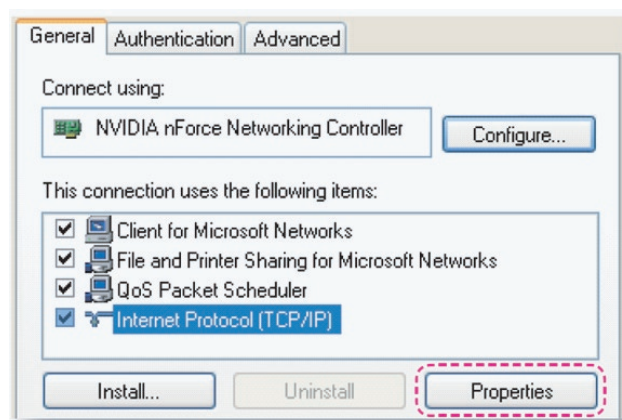 General Authentication Advanced
Connect using:
NVIDIA nForce Networking Controller Configure...
This connection uses the following items:
Client for Microsoft Networks
File and Printer Sharing for Microsoft Networks
QoS Packet Scheduler
Internet Protocol (TCP/IP)
Install... Uninstall Properties